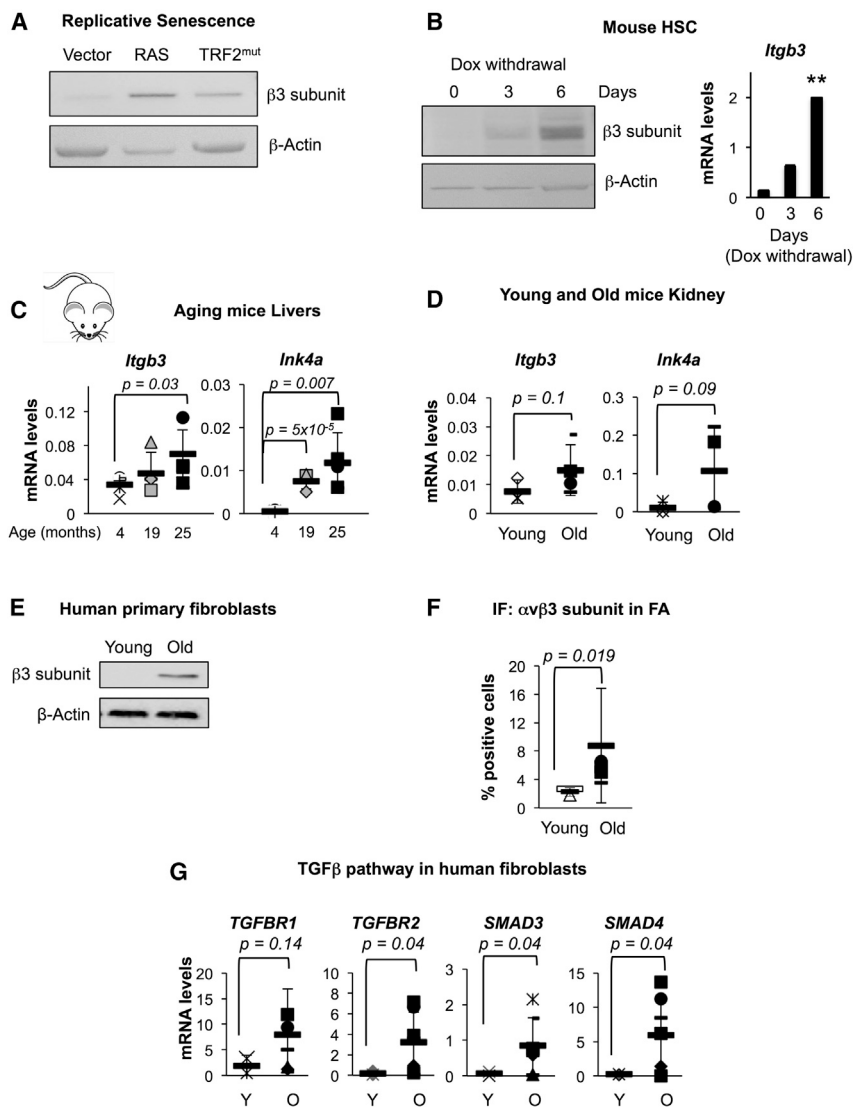 A
Replicative Senescence
Vector RAS TRF2mut
β3 subunit
β-Actin
B
Mouse HSC
Dox withdrawal
0 3 6 Days
β3 subunit
β-Actin
Itgb3
mRNA levels
2
1
0
**
0 3 6
Days
(Dox withdrawal)
C
Aging mice Livers
Itgb3
p = 0.03
mRNA levels
0.12
0.08
0.04
0
Ink4a
p = 0.007
p = 5x10-5
0.03
0.01
0.01
0
Age (months) 4 19 25
4 19 25
D
Young and Old mice Kidney
Itgb3
p = 0.1
mRNA levels
0.04
0.03
0.02
0.01
0
Young Old
Ink4a
p = 0.09
0.3
0.2
0.1
0
Young Old
E
Human primary fibroblasts
Young Old
β3 subunit
β-Actin
F
IF: αvβ3 subunit in FA
p = 0.019
% positive cells
20
16
12
8
4
0
Young Old
G
TGFβ pathway in human fibroblasts
TGFBR1
p = 0.14
mRNA levels
20
15
10
5
0
Y O
TGFBR2
p = 0.04
10
8
6
4
2
0
Y O
SMAD3
p = 0.04
3
2
1
0
Y O
SMAD4
p = 0.04
15
10
5
0
Y O